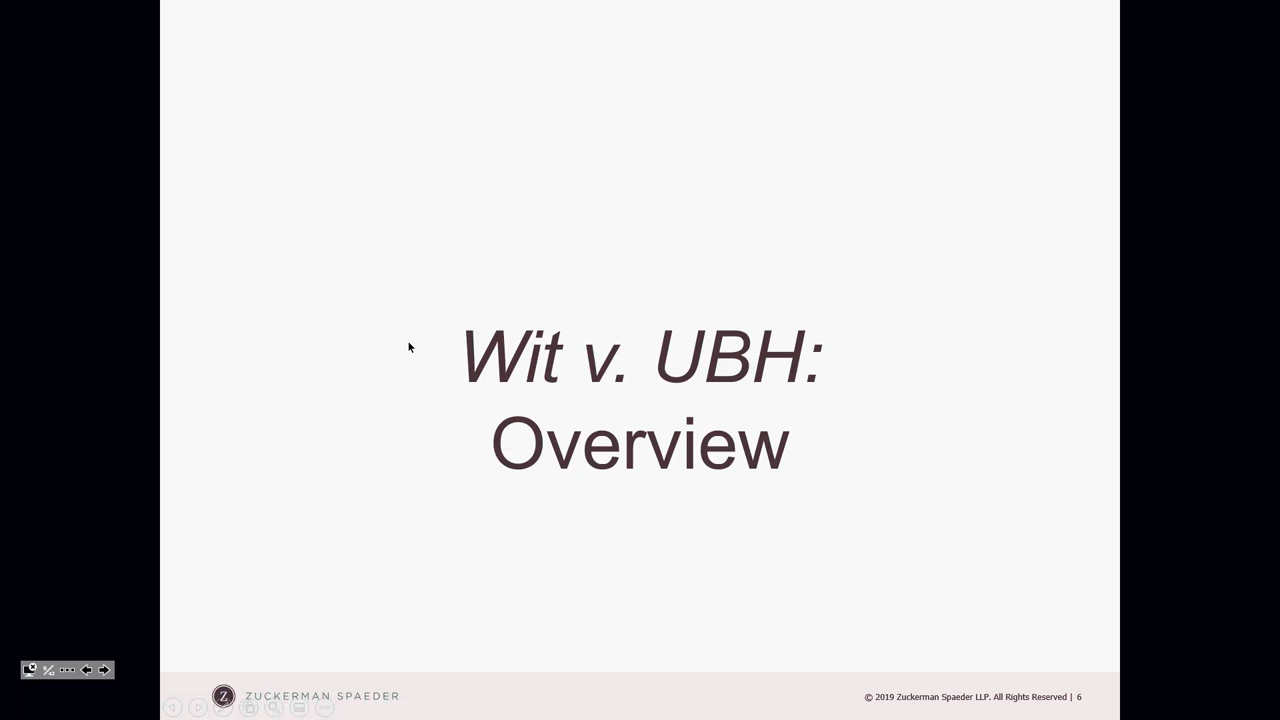 Wit v. UBH:
Overview
Z ZUCKERMAN SPAEDER
© 2019 Zuckerman Spaeder LLP. All Rights Reserved | 6